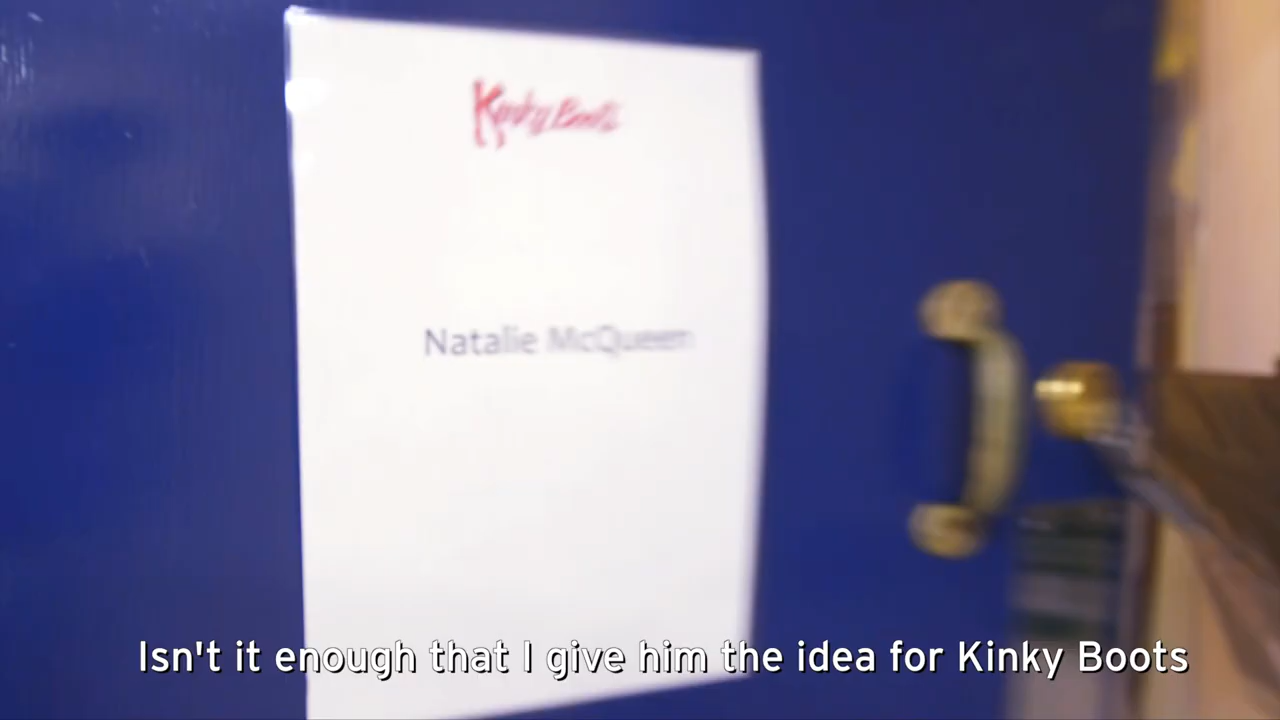 Kinky Boots
Natalie McQueen
Isn't it enough that I give him the idea for Kinky Boots